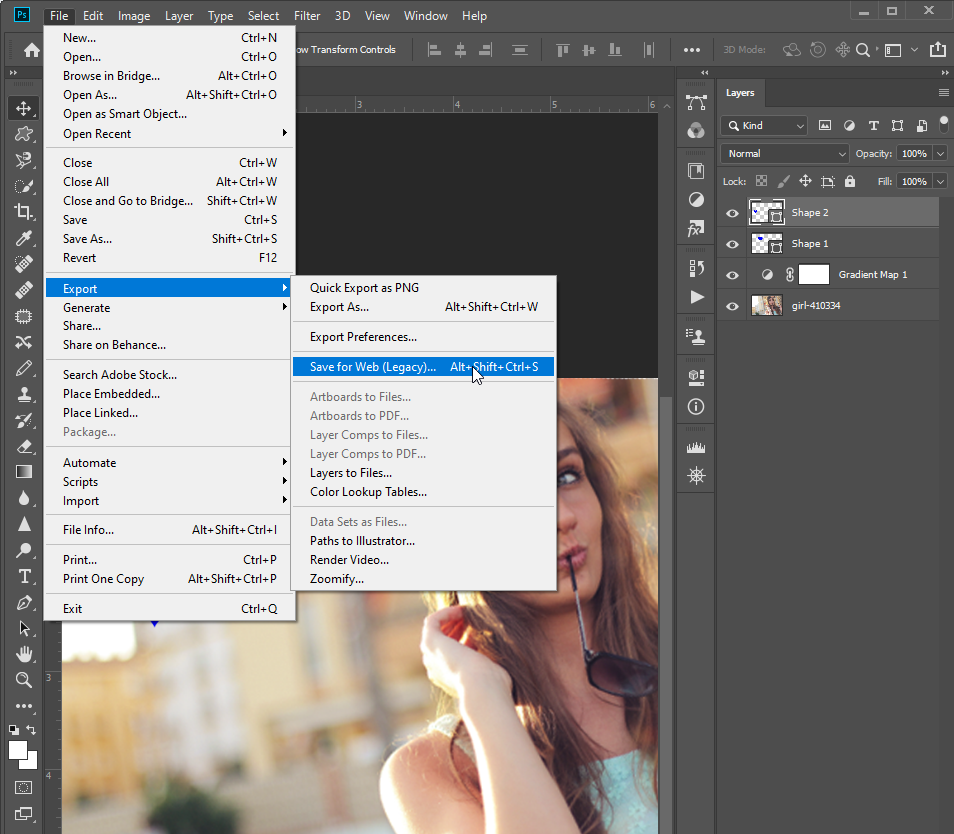 Ps File Edit Image Layer Type Select Filter 3D View Window Help
ow Transform Controls 3D Mode:
New... Ctrl+N
Open... Ctrl+O
Browse in Bridge... Alt+Ctrl+O
Open As... Alt+Shift+Ctrl+O
Open as Smart Object...
Open Recent
Close Ctrl+W
Close All Alt+Ctrl+W
Close and Go to Bridge... Shift+Ctrl+W
Save Ctrl+S
Save As... Shift+Ctrl+S
Revert F12
Export
Generate
Share...
Share on Behance...
Search Adobe Stock...
Place Embedded...
Place Linked...
Package...
Automate
Scripts
Import
File Info... Alt+Shift+Ctrl+I
Print... Ctrl+P
Print One Copy Alt+Shift+Ctrl+P
Exit Ctrl+Q
Quick Export as PNG
Export As... Alt+Shift+Ctrl+W
Export Preferences...
Save for Web (Legacy)... Alt+Shift+Ctrl+S
Artboards to Files...
Artboards to PDF...
Layer Comps to Files...
Layer Comps to PDF...
Layers to Files...
Color Lookup Tables...
Data Sets as Files...
Paths to Illustrator...
Render Video...
Zoomify...
3 4 5 6
3
4
Layers
Kind
Normal Opacity: 100%
Lock: Fill: 100%
Shape 2
Shape 1
Gradient Map 1
girl-410334